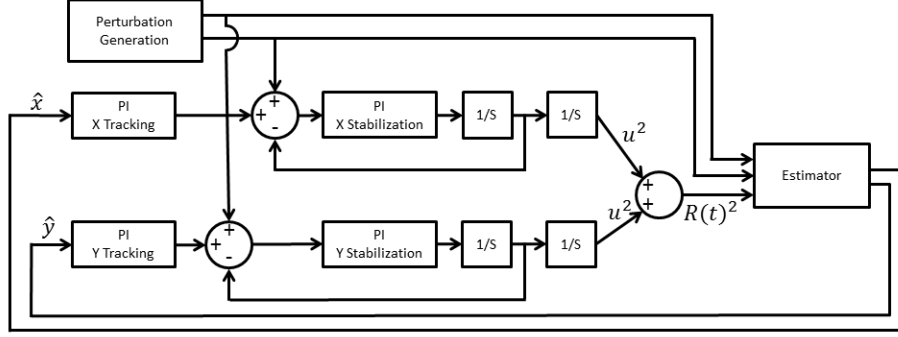 Perturbation
Generation
x̂
PI
X Tracking
+
+
-
PI
X Stabilization
1/S
1/S
u²
Estimator
+
+
R(t)²
ŷ
PI
Y Tracking
+
+
-
PI
Y Stabilization
1/S
1/S
u²